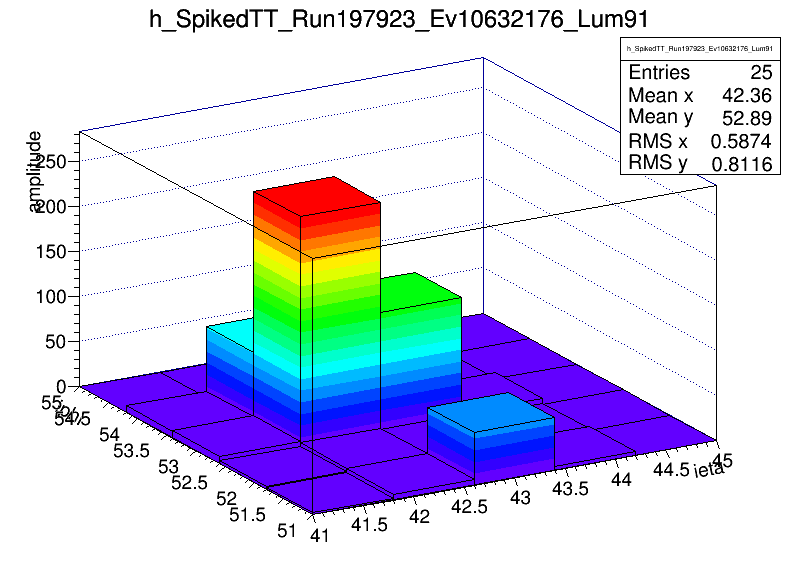 h_SpikedTT_Run197923_Ev10632176_Lum91
h_SpikedTT_Run197923_Ev10632176_Lum91
Entries 25
Mean x 42.36
Mean y 52.89
RMS x 0.5874
RMS y 0.8116
amplitude
250
200
150
100
50
0
55
54.5
54
53.5
53
52.5
52
51.5
51
41
41.5
42
42.5
43
43.5
44
44.5
45
ieta